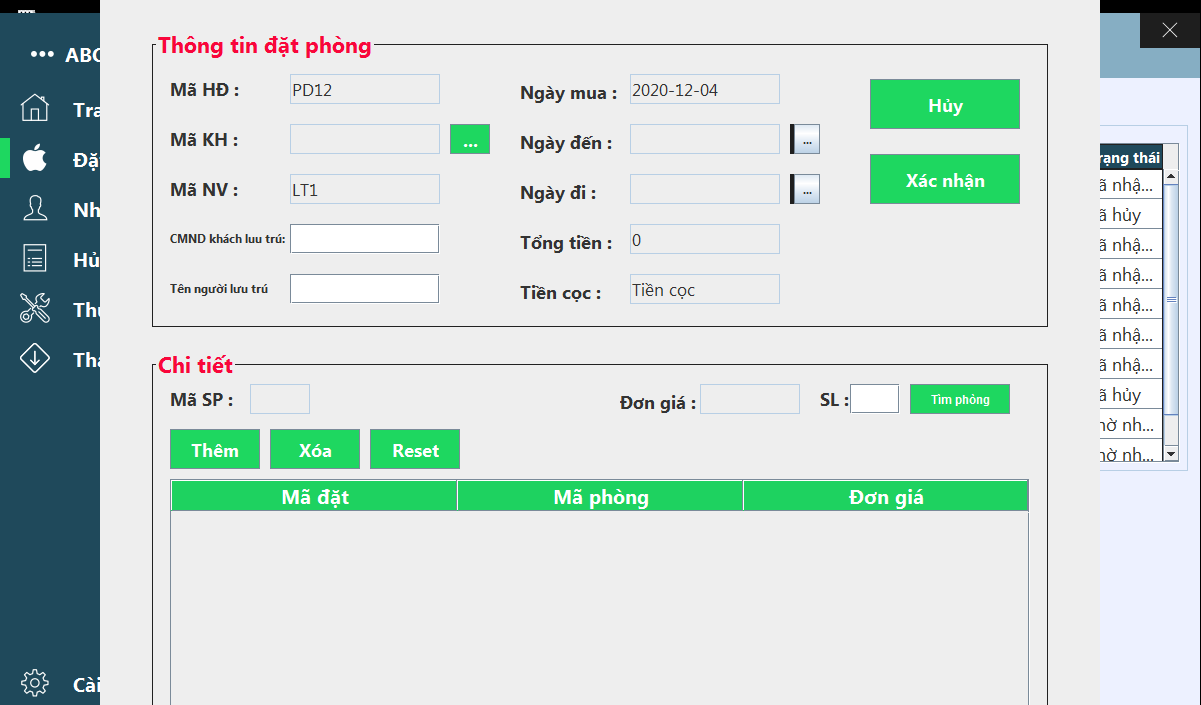 ABC
Tra
Đặ
Nh
Hủ
Cài
Thông tin đặt phòng
Mã HĐ :
PD12
Mã KH :
...
Mã NV :
LT1
CMND khách luu trú:
Tên người lưu trú
Ngày mua :
2020-12-04
Ngày đến :
...
Ngày đi :
...
Tổng tiền :
0
Tiền cọc :
Tiền cọc
Hủy
Xác nhận
Chi tiết
Mã SP :
Đơn giá :
SL :
Tìm phòng
Thêm
Xóa
Reset
Mã đặt
Mã phòng
Đơn giá
rạng thái
ã nhậ...
ã hủy
ã nhậ...
ã nhậ...
ã nhậ...
ã nhậ...
ã nhậ...
ã hủy
hờ nh...
hờ nh...